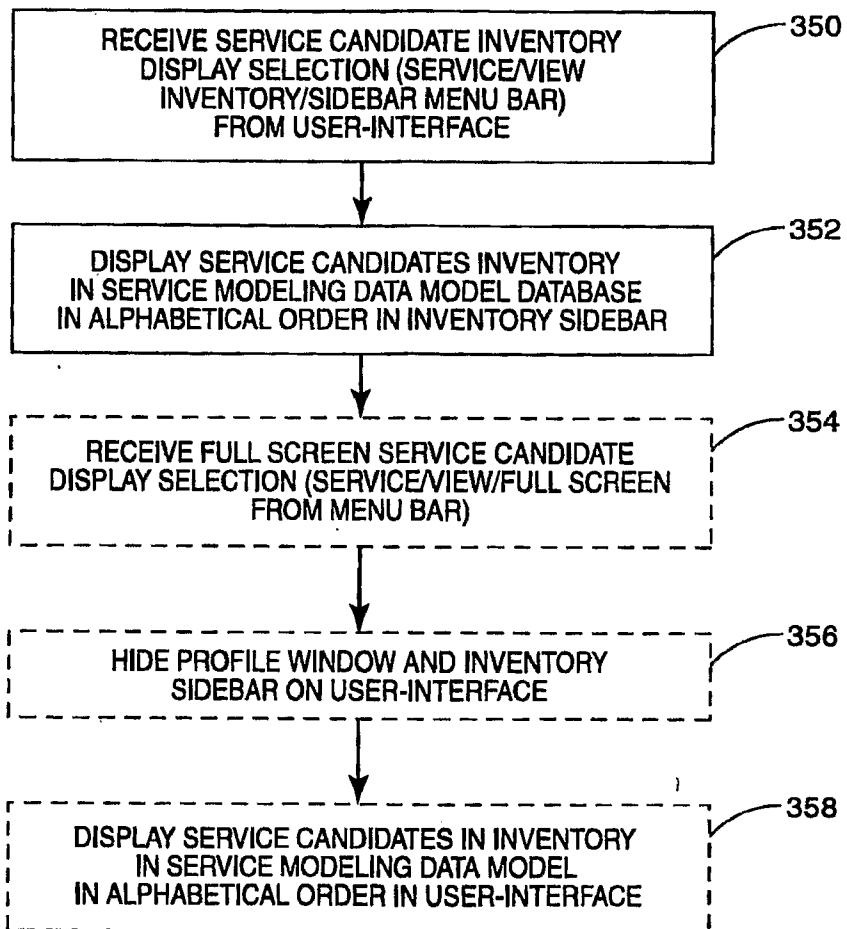 RECEIVE SERVICE CANDIDATE INVENTORY
DISPLAY SELECTION (SERVICE/VIEW
INVENTORY/SIDEBAR MENU BAR)
FROM USER-INTERFACE
350
DISPLAY SERVICE CANDIDATES INVENTORY
IN SERVICE MODELING DATA MODEL DATABASE
IN ALPHABETICAL ORDER IN INVENTORY SIDEBAR
352
RECEIVE FULL SCREEN SERVICE CANDIDATE
DISPLAY SELECTION (SERVICE/VIEW/FULL SCREEN
FROM MENU BAR)
354
HIDE PROFILE WINDOW AND INVENTORY
SIDEBAR ON USER-INTERFACE
356
DISPLAY SERVICE CANDIDATES IN INVENTORY
IN SERVICE MODELING DATA MODEL
IN ALPHABETICAL ORDER IN USER-INTERFACE
358